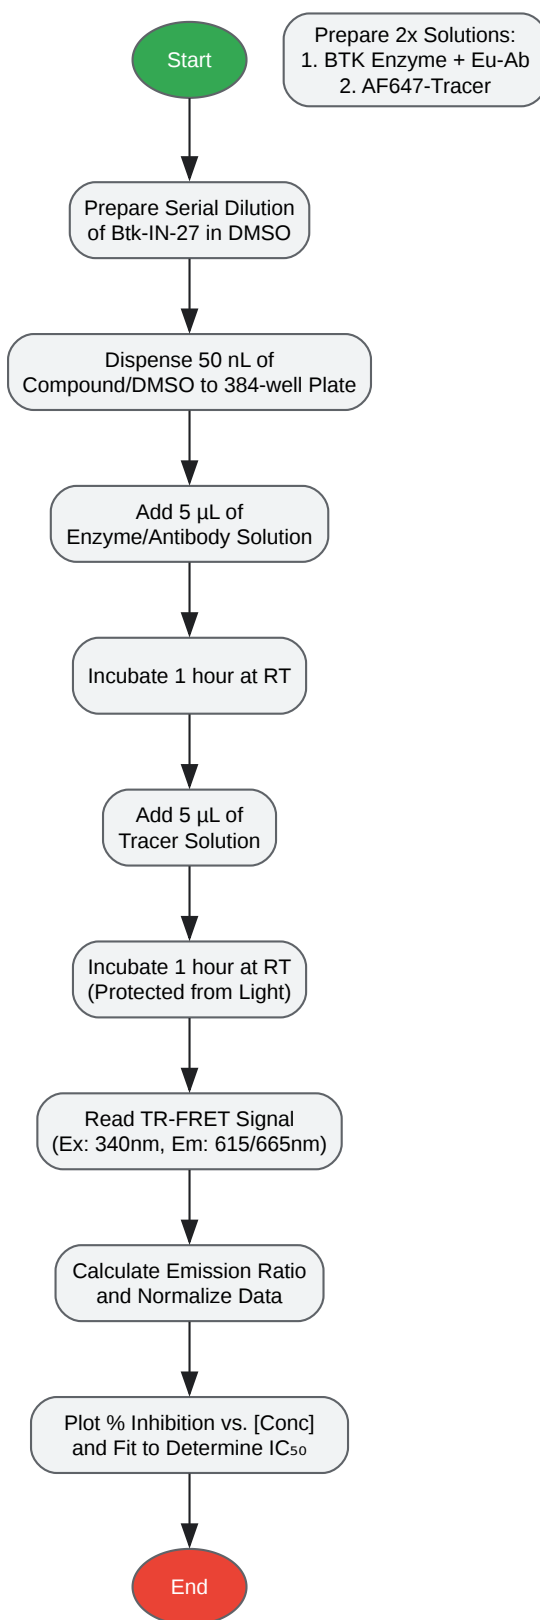 Start
Prepare 2x Solutions:
1. BTK Enzyme + Eu-Ab
2. AF647-Tracer
Prepare Serial Dilution
of Btk-IN-27 in DMSO
Dispense 50 nL of
Compound/DMSO to 384-well Plate
Add 5 µL of
Enzyme/Antibody Solution
Incubate 1 hour at RT
Add 5 µL of
Tracer Solution
Incubate 1 hour at RT
(Protected from Light)
Read TR-FRET Signal
(Ex: 340nm, Em: 615/665nm)
Calculate Emission Ratio
and Normalize Data
Plot % Inhibition vs. [Conc]
and Fit to Determine IC₅₀
End